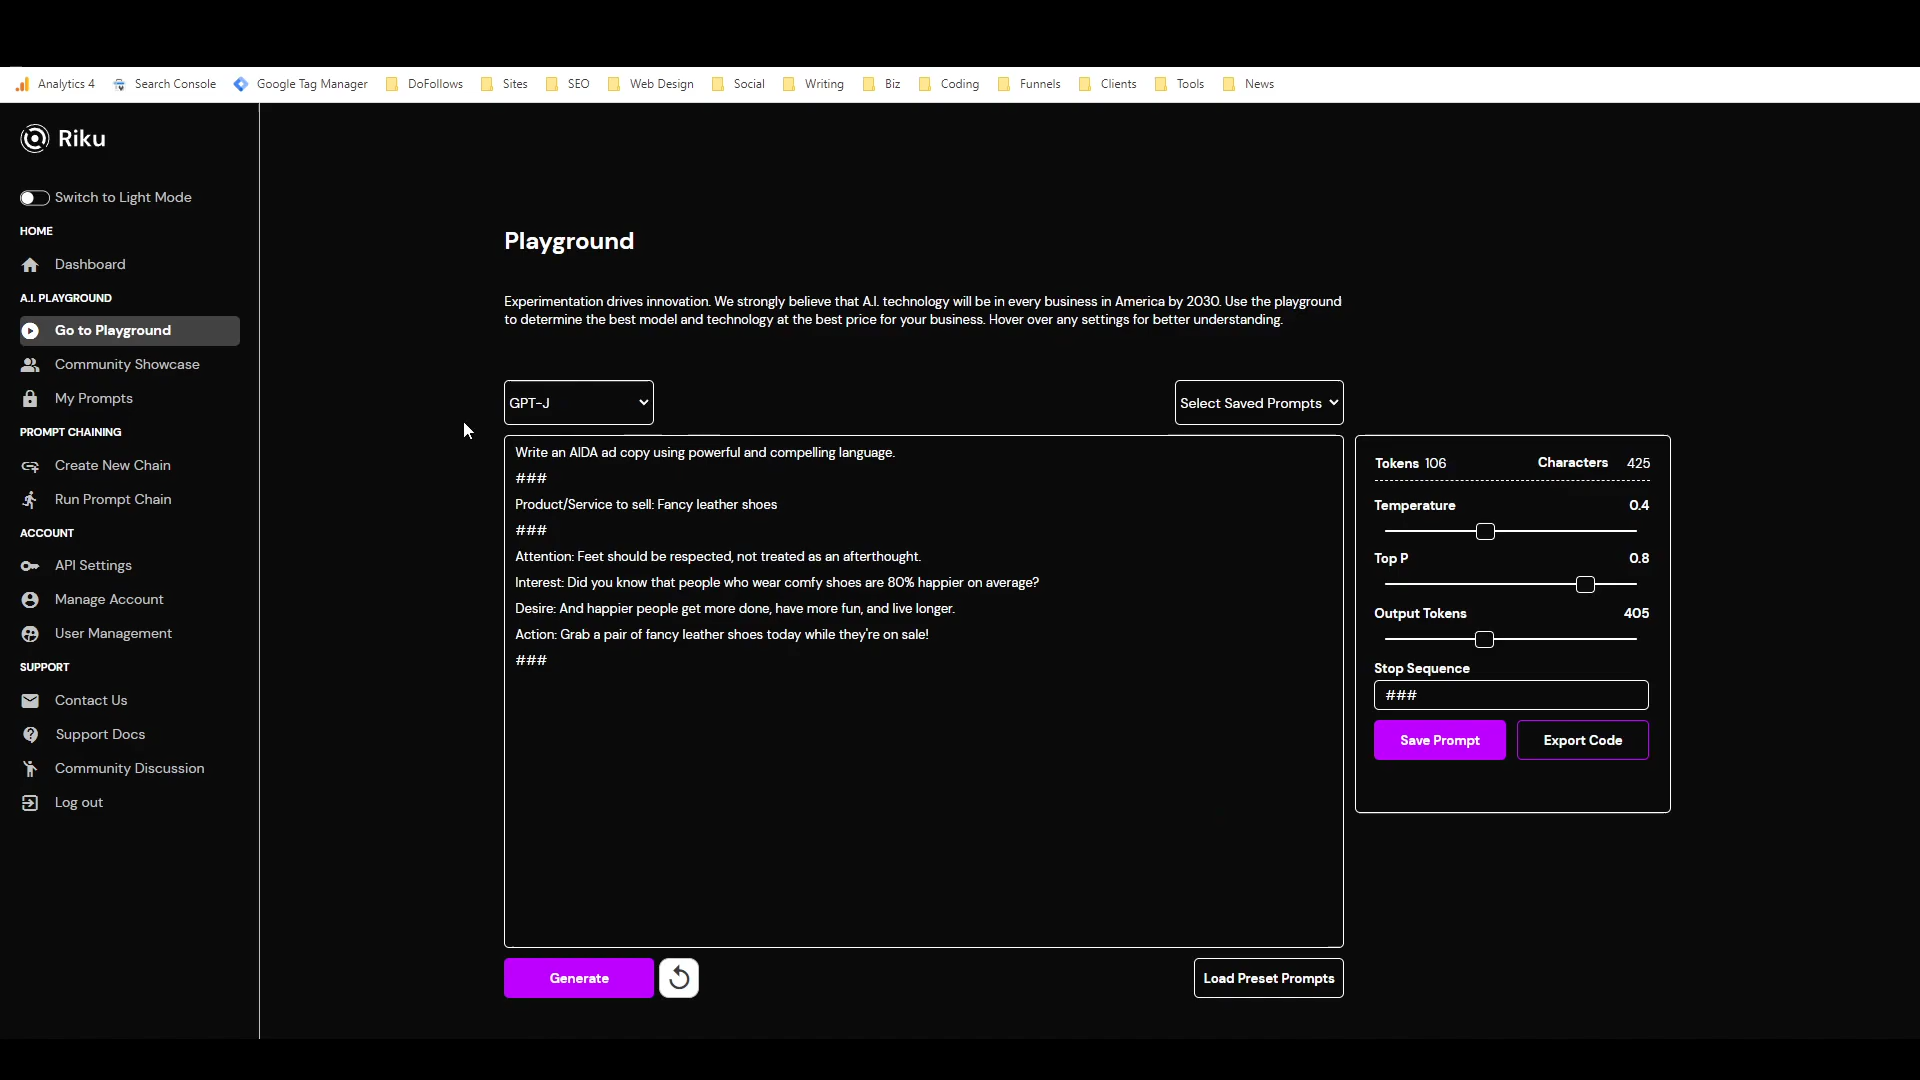 Analytics 4 Search Console Google Tag Manager DoFollows Sites SEO Web Design Social Writing Biz Coding Funnels Clients Tools News
Riku
Switch to Light Mode
HOME
Dashboard
A.I. PLAYGROUND
Go to Playground
Community Showcase
My Prompts
PROMPT CHAINING
Create New Chain
Run Prompt Chain
ACCOUNT
API Settings
Manage Account
User Management
SUPPORT
Contact Us
Support Docs
Community Discussion
Log out
Playground
Experimentation drives innovation. We strongly believe that A.I. technology will be in every business in America by 2030. Use the playground
to determine the best model and technology at the best price for your business. Hover over any settings for better understanding.
GPT-J
Select Saved Prompts
Write an AIDA ad copy using powerful and compelling language.
###
Product/Service to sell: Fancy leather shoes
###
Attention: Feet should be respected, not treated as an afterthought.
Interest: Did you know that people who wear comfy shoes are 80% happier on average?
Desire: And happier people get more done, have more fun, and live longer.
Action: Grab a pair of fancy leather shoes today while they're on sale!
###
Generate
Load Preset Prompts
Tokens 106 Characters 425
Temperature 0.4
Top P 0.8
Output Tokens 405
Stop Sequence
###
Save Prompt
Export Code